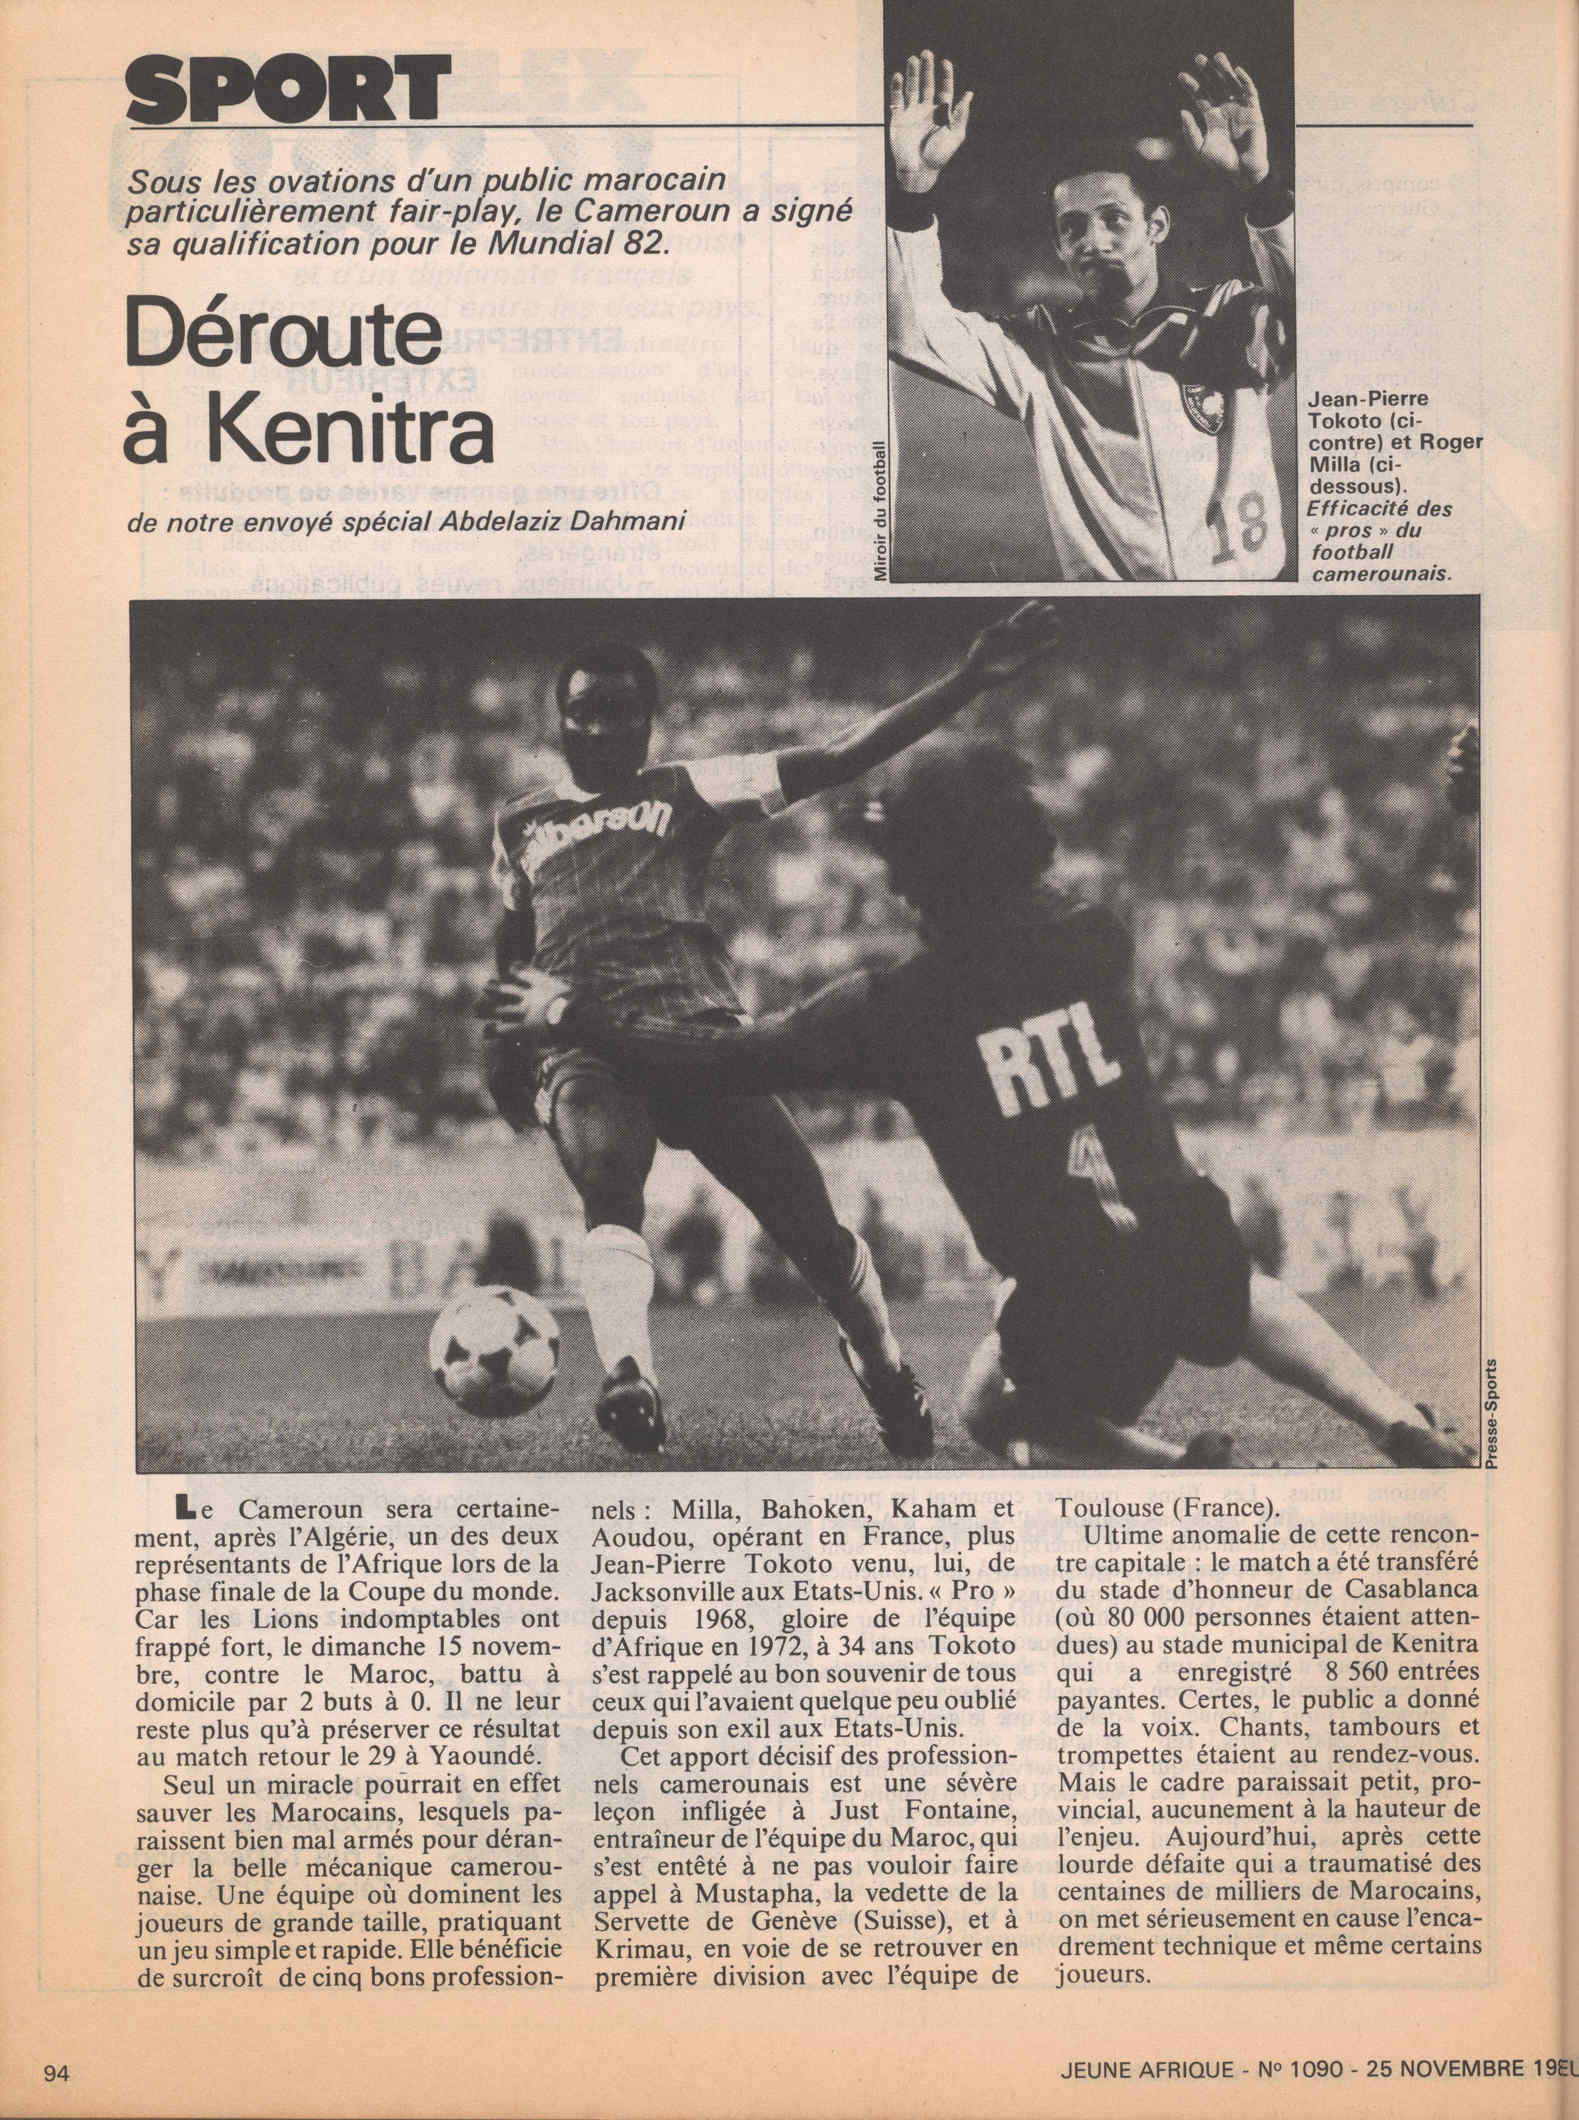 SPORT
Sous les ovations d'un public marocain
particulièrement fair-play, le Cameroun a signé
sa qualification pour le Mundial 82.
Déroute
à Kenitra
de notre envoyé spécial Abdelaziz Dahmani
18
Miroir du football
Jean-Pierre
Tokoto (ci-
contre) et Roger
Milla (ci-
dessous).
Efficacité des
« pros » du
football
camerounais.
RTL
4
Presse-Sports
Le Cameroun sera certaine-
ment, après l'Algérie, un des deux
représentants de l'Afrique lors de la
phase finale de la Coupe du monde.
Car les Lions indomptables ont
frappé fort, le dimanche 15 novem-
bre, contre le Maroc, battu à
domicile par 2 buts à 0. Il ne leur
reste plus qu'à préserver ce résultat
au match retour le 29 à Yaoundé.
Seul un miracle pourrait en effet
sauver les Marocains, lesquels pa-
raissent bien mal armés pour déran-
ger la belle mécanique camerou-
naise. Une équipe où dominent les
joueurs de grande taille, pratiquant
un jeu simple et rapide. Elle bénéficie
de surcroît de cinq bons profession-
nels : Milla, Bahoken, Kaham et
Aoudou, opérant en France, plus
Jean-Pierre Tokoto venu, lui, de
Jacksonville aux Etats-Unis. « Pro »
depuis 1968, gloire de l'équipe
d'Afrique en 1972, à 34 ans Tokoto
s'est rappelé au bon souvenir de tous
ceux qui l'avaient quelque peu oublié
depuis son exil aux Etats-Unis.
Cet apport décisif des profession-
nels camerounais est une sévère
leçon infligée à Just Fontaine,
entraîneur de l'équipe du Maroc, qui
s'est entêté à ne pas vouloir faire
appel à Mustapha, la vedette de la
Servette de Genève (Suisse), et à
Krimau, en voie de se retrouver en
première division avec l'équipe de
Toulouse (France).
Ultime anomalie de cette rencon-
tre capitale : le match a été transféré
du stade d'honneur de Casablanca
(où 80 000 personnes étaient atten-
dues) au stade municipal de Kenitra
qui a enregistré 8 560 entrées
payantes. Certes, le public a donné
de la voix. Chants, tambours et
trompettes étaient au rendez-vous.
Mais le cadre paraissait petit, pro-
vincial, aucunement à la hauteur de
l'enjeu. Aujourd'hui, après cette
lourde défaite qui a traumatisé des
centaines de milliers de Marocains,
on met sérieusement en cause l'enca-
drement technique et même certains
joueurs.
94
JEUNE AFRIQUE - Nº 1090 - 25 NOVEMBRE